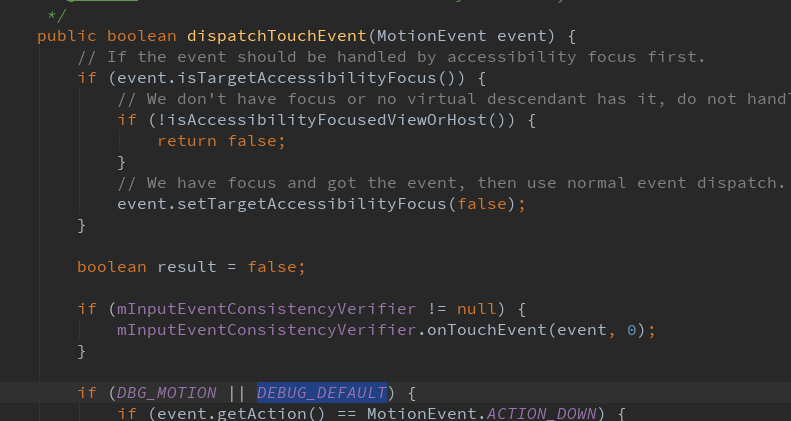 */
public boolean dispatchTouchEvent(MotionEvent event) {
// If the event should be handled by accessibility focus first.
if (event.isTargetAccessibilityFocus()) {
// We don't have focus or no virtual descendant has it, do not handl
if (!isAccessibilityFocusedViewOrHost()) {
return false;
}
// We have focus and got the event, then use normal event dispatch.
event.setTargetAccessibilityFocus(false);
}
boolean result = false;
if (mInputEventConsistencyVerifier != null) {
mInputEventConsistencyVerifier.onTouchEvent(event, 0);
}
if (DBG_MOTION || DEBUG_DEFAULT) {
if (event.getAction() == MotionEvent.ACTION_DOWN) {